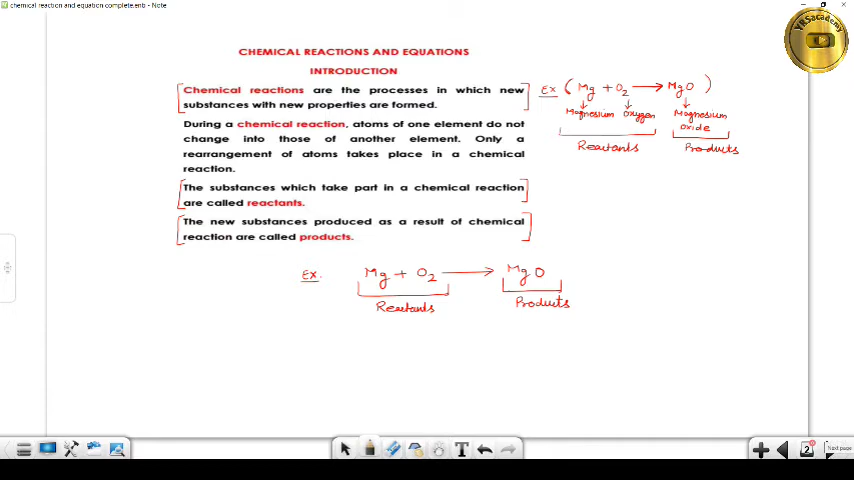 chemical reaction and equation complete.enb - Note
YRSacademy
CHEMICAL REACTIONS AND EQUATIONS
INTRODUCTION
Chemical reactions are the processes in which new
substances with new properties are formed.
During a chemical reaction, atoms of one element do not
change into those of another element. Only a
rearrangement of atoms takes place in a chemical
reaction.
The substances which take part in a chemical reaction
are called reactants.
The new substances produced as a result of chemical
reaction are called products.
Ex ( Mg + O2 → MgO )
Magnesium Oxygen Magnesium
oxide
Reactants Products
Ex. Mg + O2 → MgO
Reactants Products
2
Next page